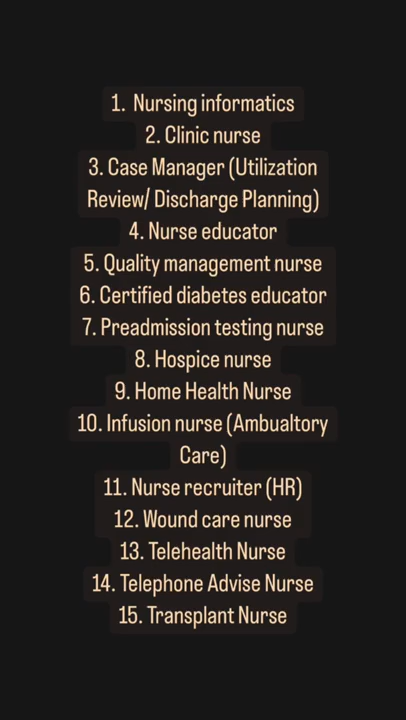 1. Nursing informatics
2. Clinic nurse
3. Case Manager (Utilization
Review/ Discharge Planning)
4. Nurse educator
5. Quality management nurse
6. Certified diabetes educator
7. Preadmission testing nurse
8. Hospice nurse
9. Home Health Nurse
10. Infusion nurse (Ambualtory
Care)
11. Nurse recruiter (HR)
12. Wound care nurse
13. Telehealth Nurse
14. Telephone Advise Nurse
15. Transplant Nurse